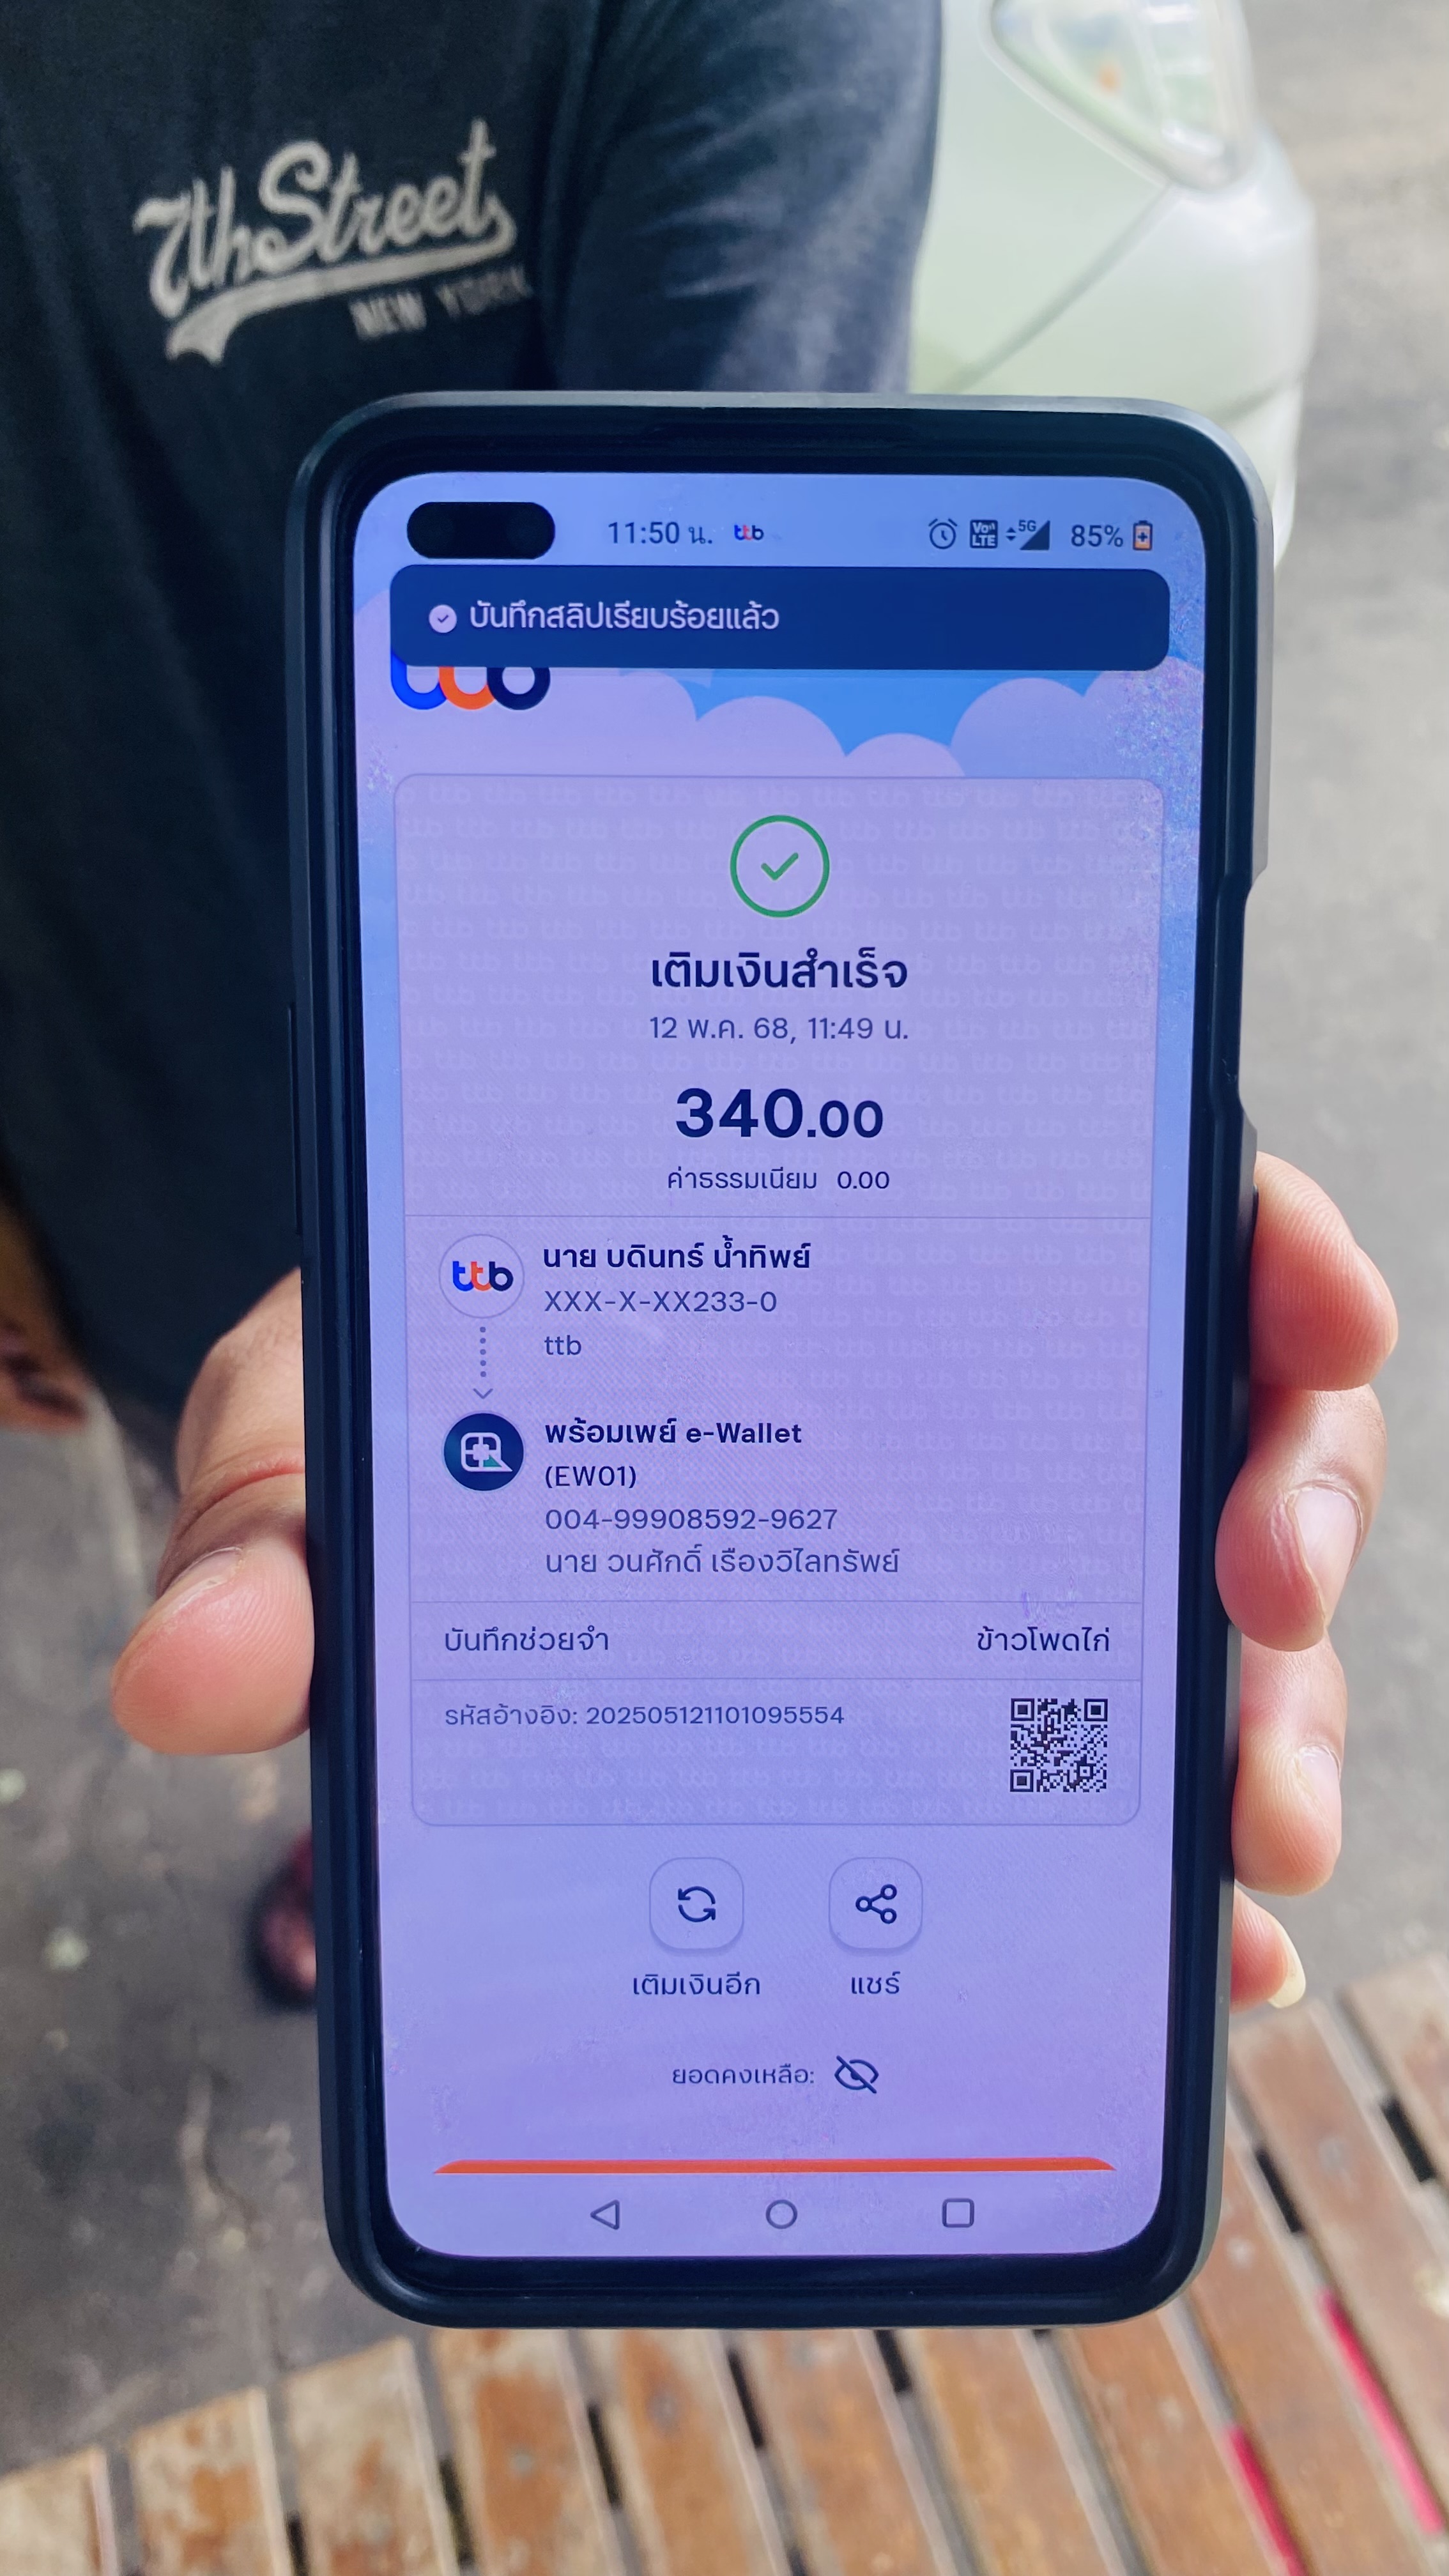 7th Street
NEW YORK
11:50 น. ttb
Vo LTE 5G 85%
บันทึกสลิปเรียบร้อยแล้ว
ttb
เติมเงินสำเร็จ
12 พ.ค. 68, 11:49 น.
340.00
ค่าธรรมเนียม 0.00
ttb
นาย บดินทร์ น้ำทิพย์
XXX-X-XX233-0
ttb
พร้อมเพย์ e-Wallet
(EW01)
004-99908592-9627
นาย วนศักดิ์ เรืองวิไลทรัพย์
บันทึกช่วยจำ ข้าวโพดไก่
รหัสอ้างอิง: 202505121101095554
เติมเงินอีก แชร์
ยอดคงเหลือ: